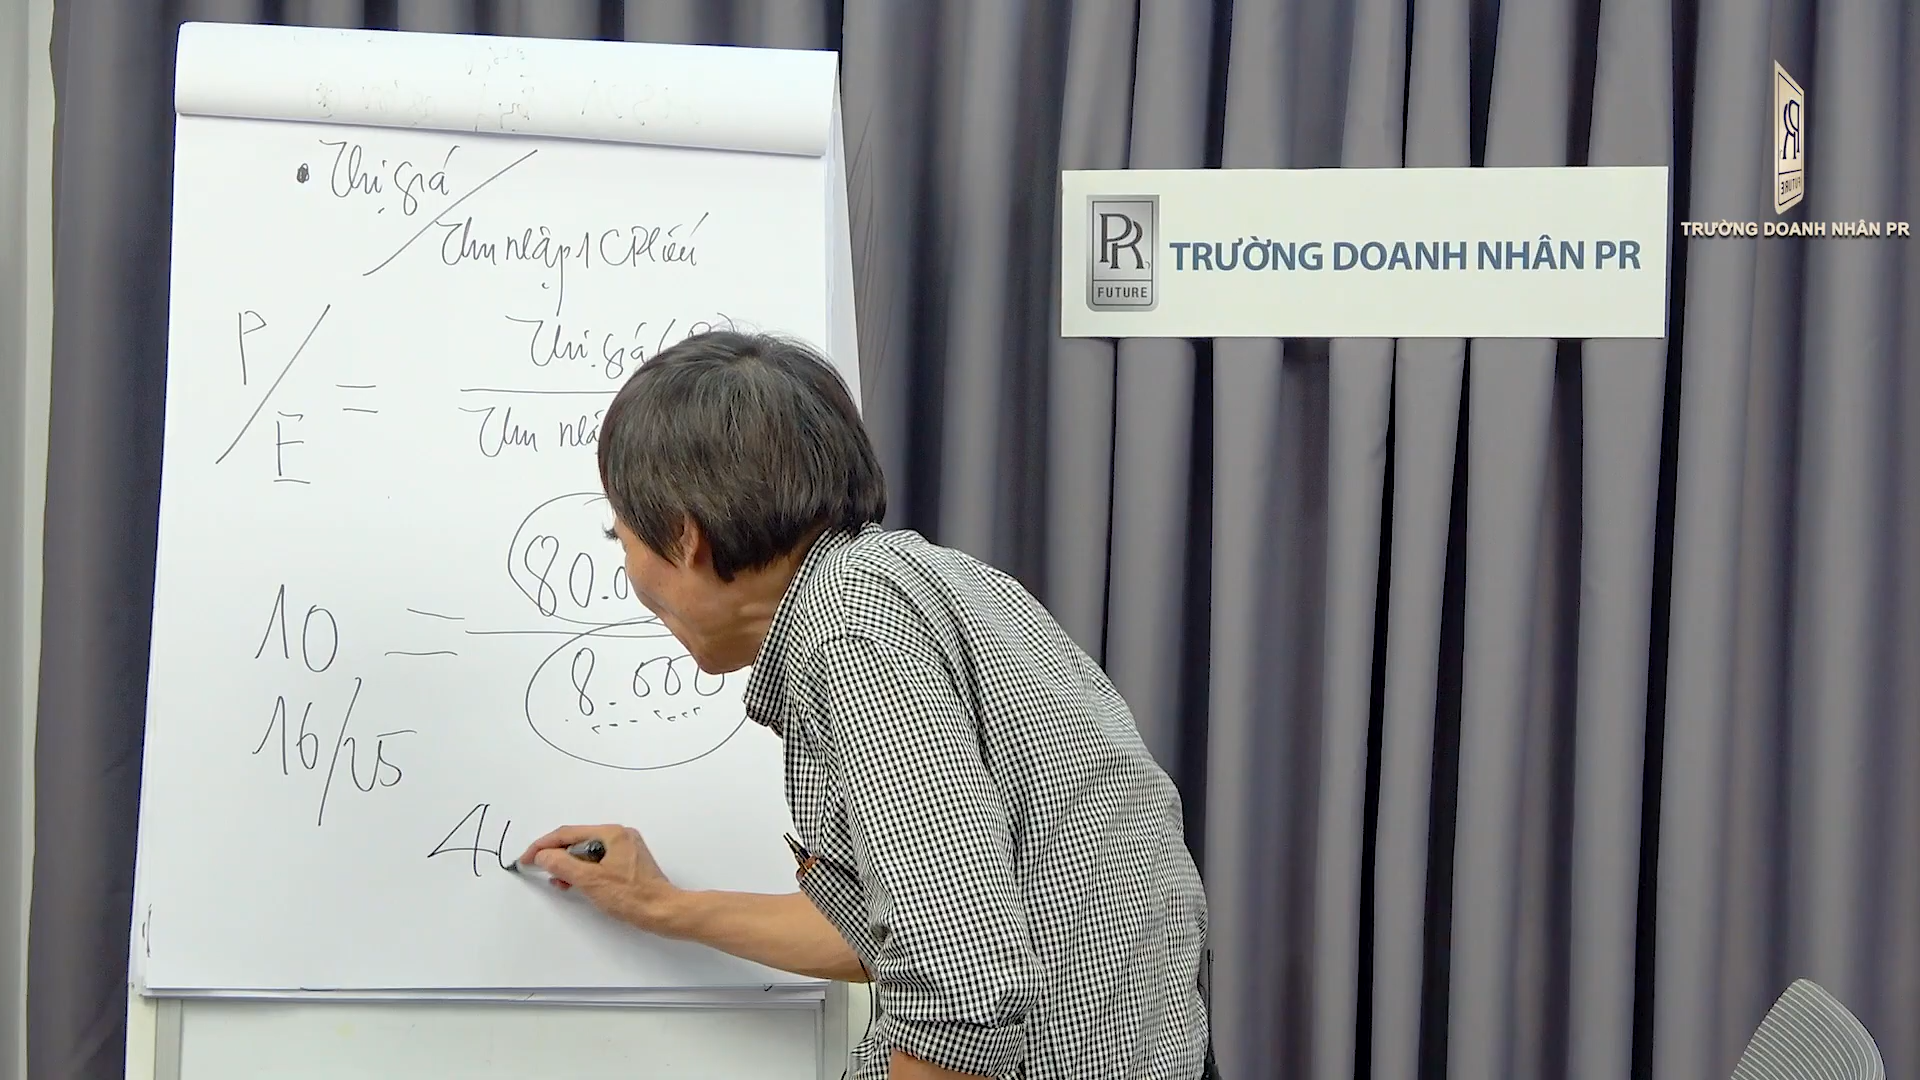 • Thị giá /
Thu nhập 1 CPhiếu
P/E =
Thị giá (
Thu nhậ
80.0
10 =
8.000
16/25
4
PR
FUTURE
TRƯỜNG DOANH NHÂN PR
TRƯỜNG DOANH NHÂN PR